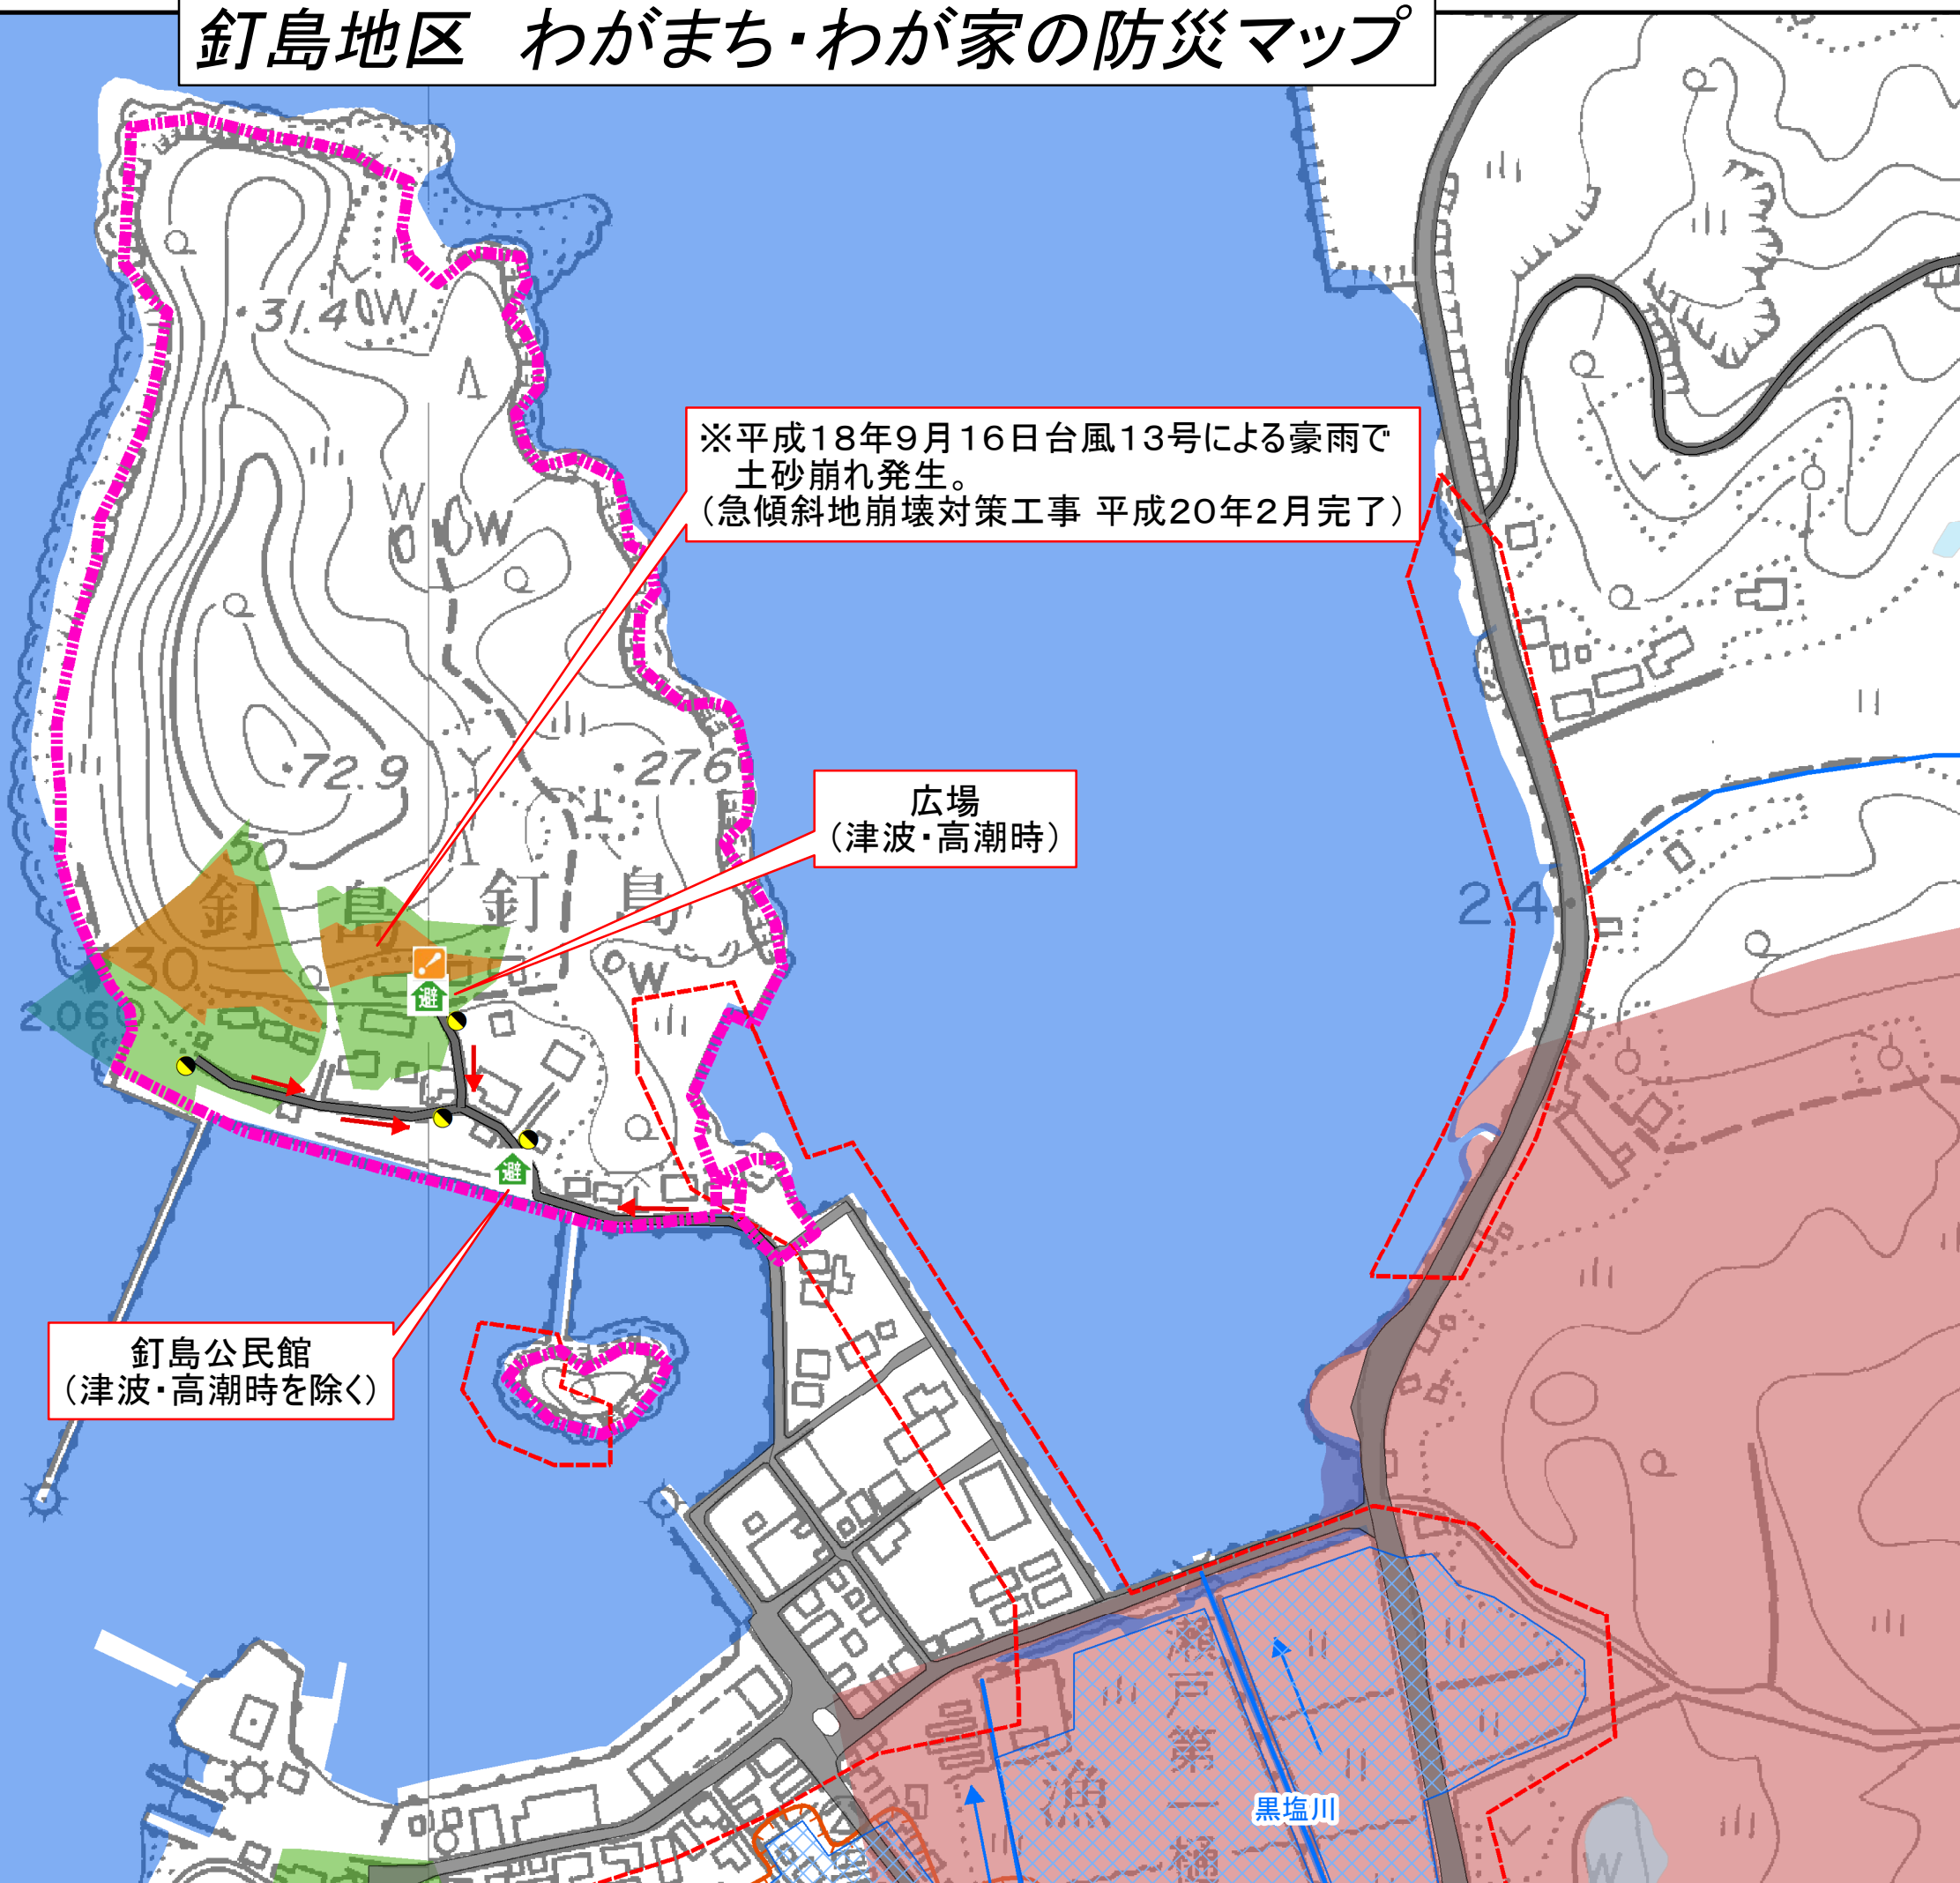 釘島地区　わがまち・わが家の防災マップ
31.4
※平成18年9月16日台風13号による豪雨で
土砂崩れ発生。
（急傾斜地崩壊対策工事 平成20年2月完了）
72.9
27.6
広場
（津波・高潮時）
50
釘島
釘島
2.4
30
避
2.06
避
釘島公民館
（津波・高潮時を除く）
瀬戸第一樋
漁
黒塩川